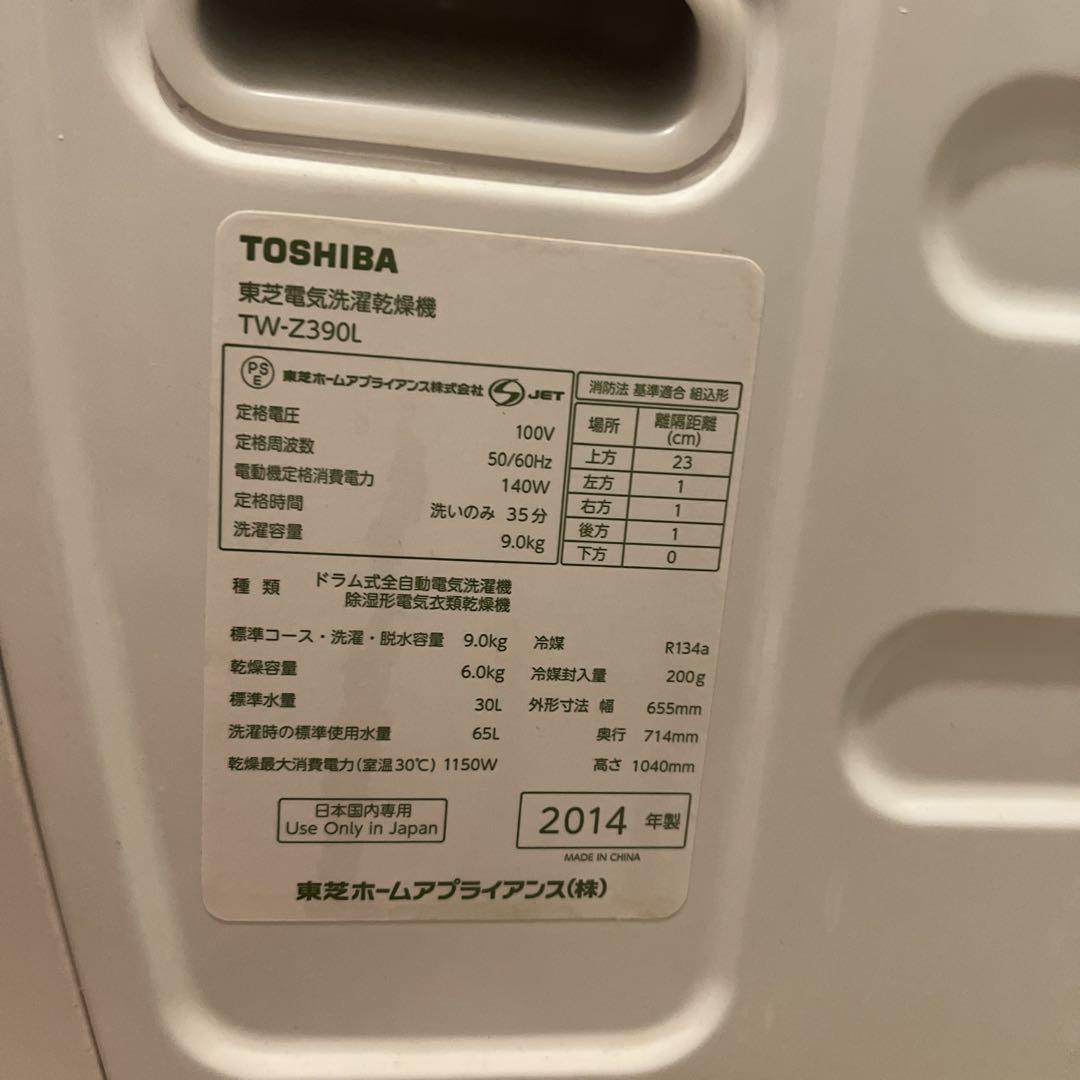 TOSHIBA
東芝電気洗濯乾燥機
TW-Z390L
PS E 東芝ホームアプライアンス株式会社 S JET
定格電圧 100V
定格周波数 50/60Hz
電動機定格消費電力 140W
定格時間 洗いのみ 35分
洗濯容量 9.0kg
消防法 基準適合 組込形
場所 離隔距離(cm)
上方 23
左方 1
右方 1
後方 1
下方 0
種類 ドラム式全自動電気洗濯機
除湿形電気衣類乾燥機
標準コース・洗濯・脱水容量 9.0kg
乾燥容量 6.0kg
標準水量 30L
洗濯時の標準使用水量 65L
乾燥最大消費電力(室温30℃) 1150W
冷媒 R134a
冷媒封入量 200g
外形寸法 幅 655mm
奥行 714mm
高さ 1040mm
日本国内専用
Use Only in Japan
2014 年製
MADE IN CHINA
東芝ホームアプライアンス(株)